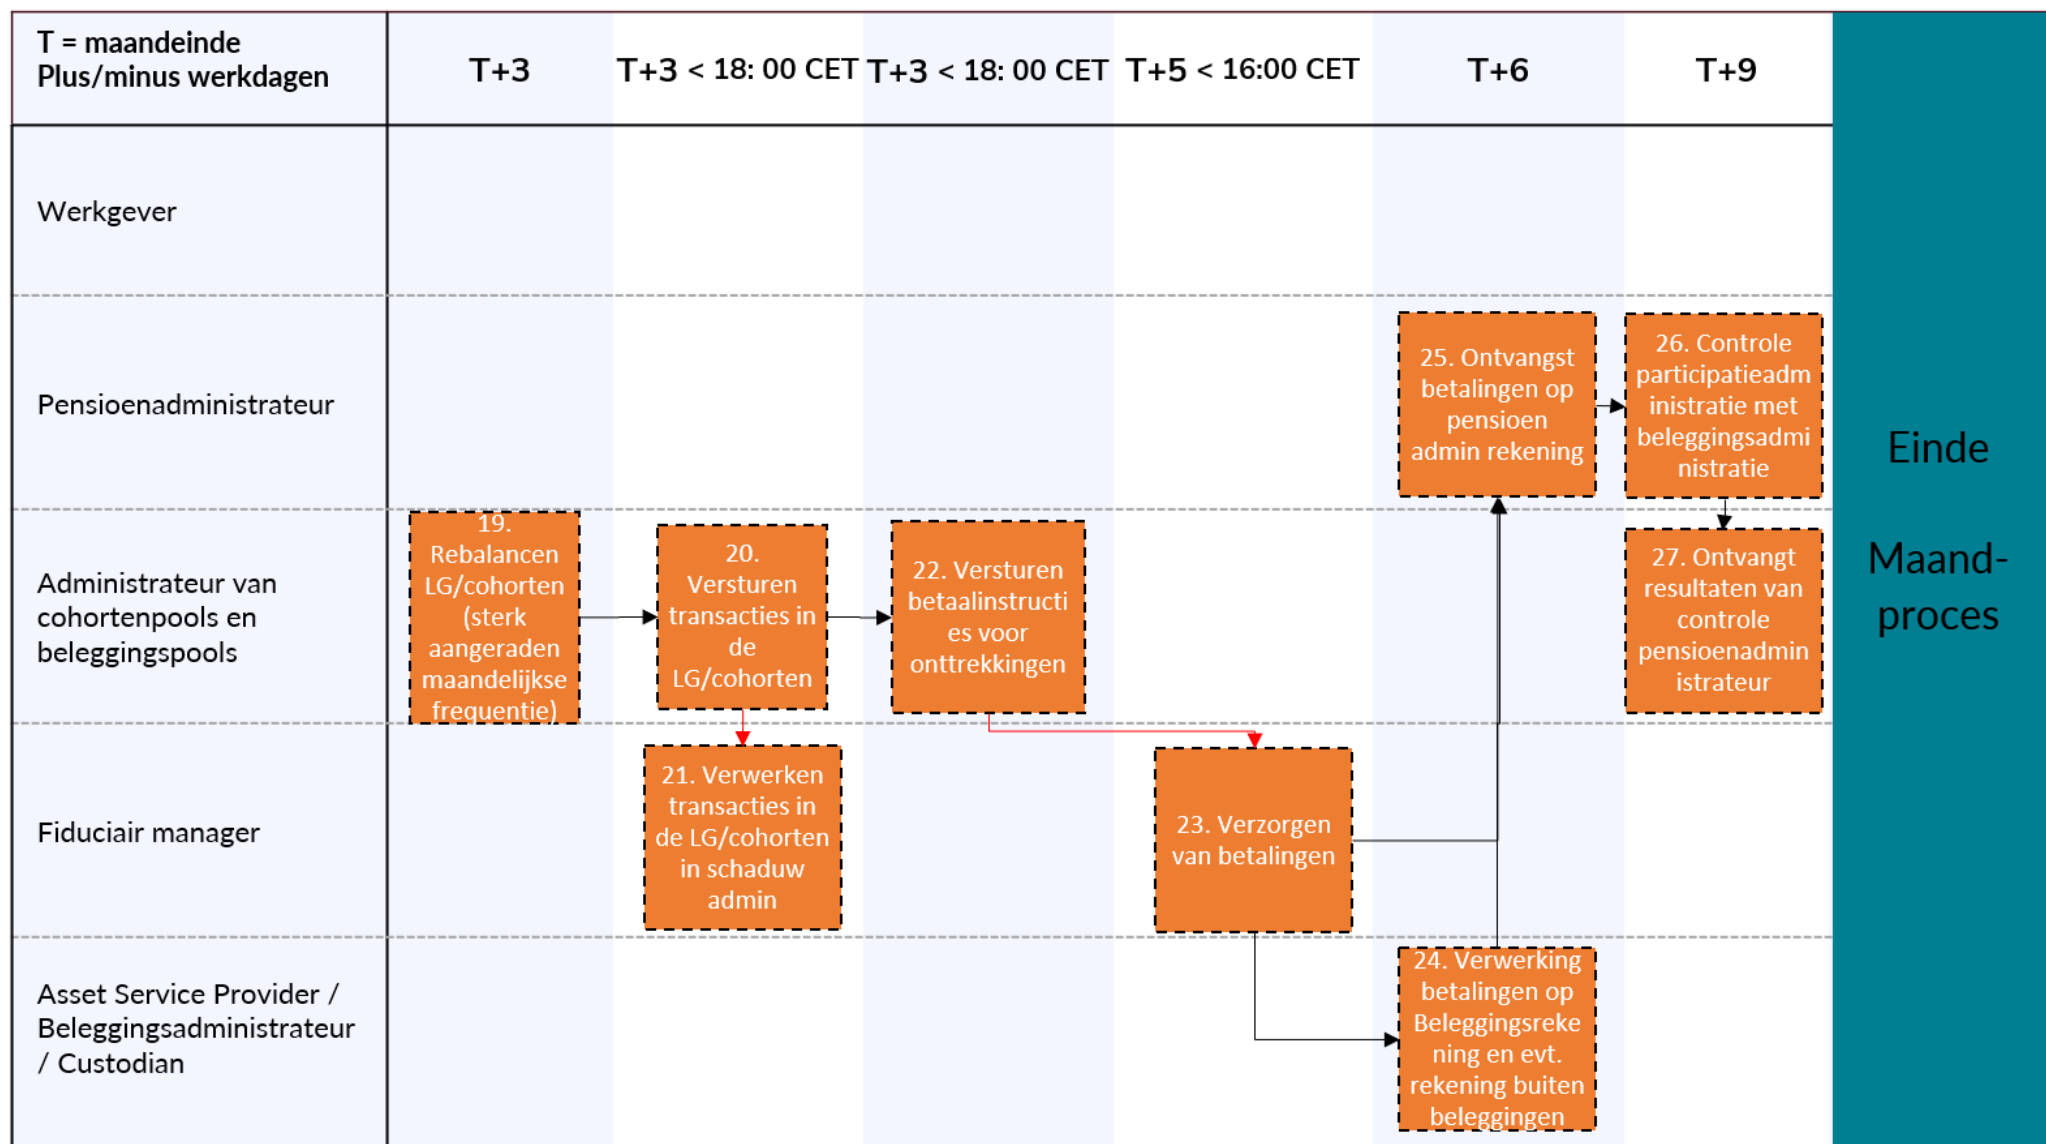 T = maandeinde
Plus/minus werkdagen
T+3
T+3 < 18: 00 CET
T+3 < 18: 00 CET
T+5 < 16:00 CET
T+6
T+9
Werkgever
Pensioenadministrateur
25. Ontvangst
betalingen op
pensioen
admin rekening
26. Controle
participatieadm
inistratie met
beleggingsadmi
nistratie
Administrateur van
cohortenpools en
beleggingspools
19.
Rebalancen
LG/cohorten
(sterk
aangeraden
maandelijkse
frequentie)
20.
Versturen
transacties in
de
LG/cohorten
22. Versturen
betaalinstructi
es voor
onttrekkingen
27. Ontvangt
resultaten van
controle
pensioenadmin
istrateur
Fiduciair manager
21. Verwerken
transacties in
de LG/cohorten
in schaduw
admin
23. Verzorgen
van betalingen
Asset Service Provider /
Beleggingsadministrateur
/ Custodian
24. Verwerking
betalingen op
Beleggingsreke
ning en evt.
rekening buiten
beleggingen
Einde
Maand-
proces